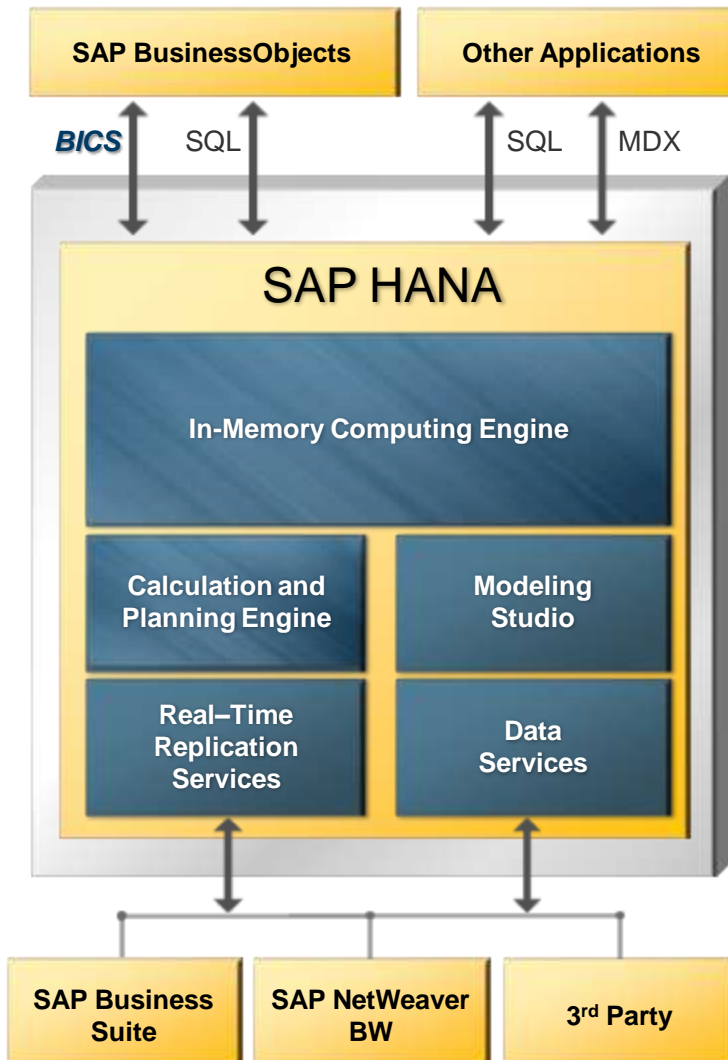 SAP BusinessObjects
Other Applications
BICS
SQL
SQL
MDX
SAP HANA
In-Memory Computing Engine
Calculation and
Planning Engine
Modeling
Studio
Real–Time
Replication
Services
Data
Services
SAP Business
Suite
SAP NetWeaver
BW
3rd Party